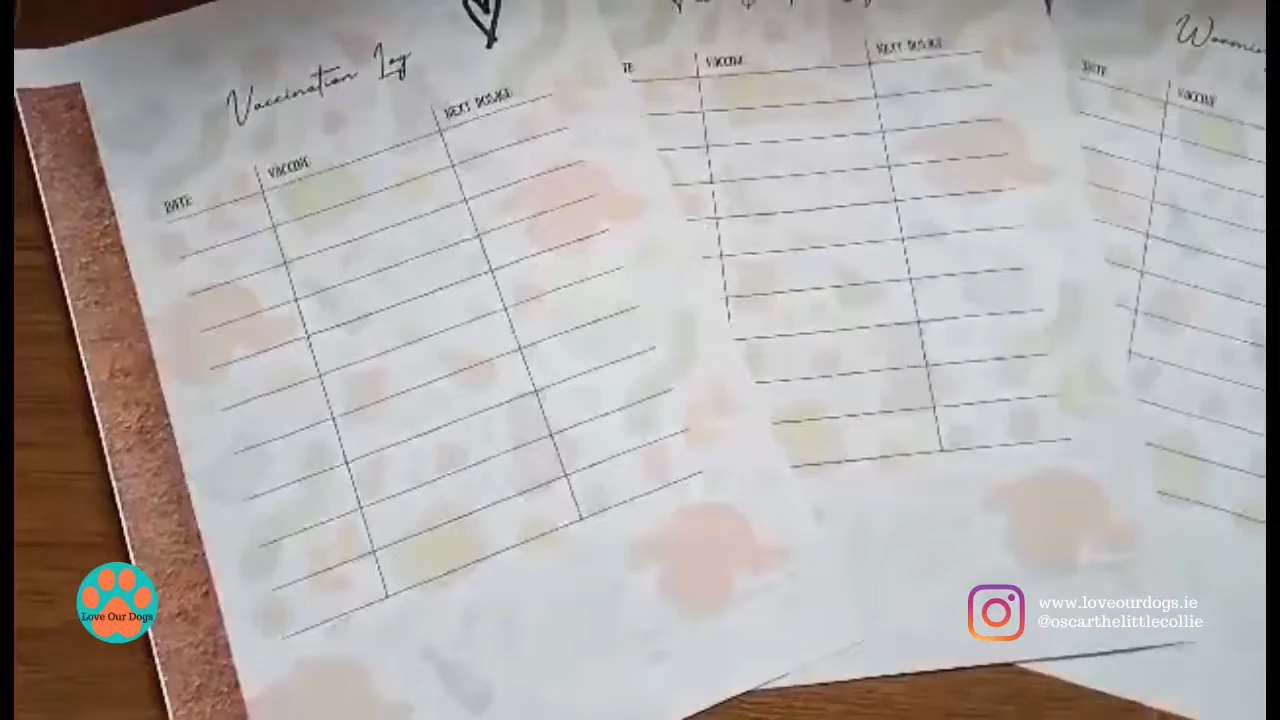 Vaccination Log
DATE
VACCINE
NEXT DOSAGE
VACCINE
NEXT DOSAGE
DATE
VACCINE
Love Our Dogs
www.loveourdogs.ie
@oscarthelittlecollie